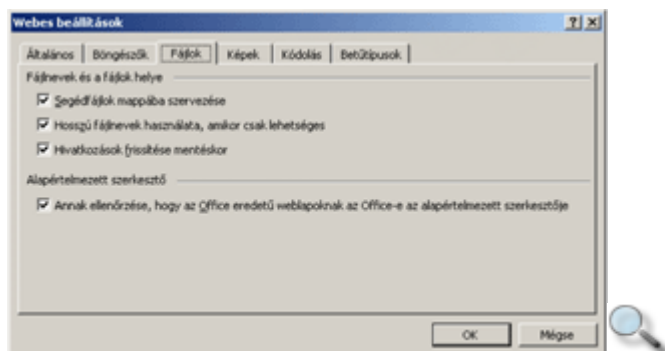 Webes beállítások
Általános Böngészők Fájlok Képek Kódolás Betűtípusok
Fájlnevek és a fájlok helye
Segédfájlok mappába szervezése
Hosszú fájlnevek használata, amikor csak lehetséges
Hivatkozások frissítése mentéskor
Alapértelmezett szerkesztő
Annak ellenőrzése, hogy az Office eredetű weblapoknak az Office-e az alapértelmezett szerkesztője
OK Mégse